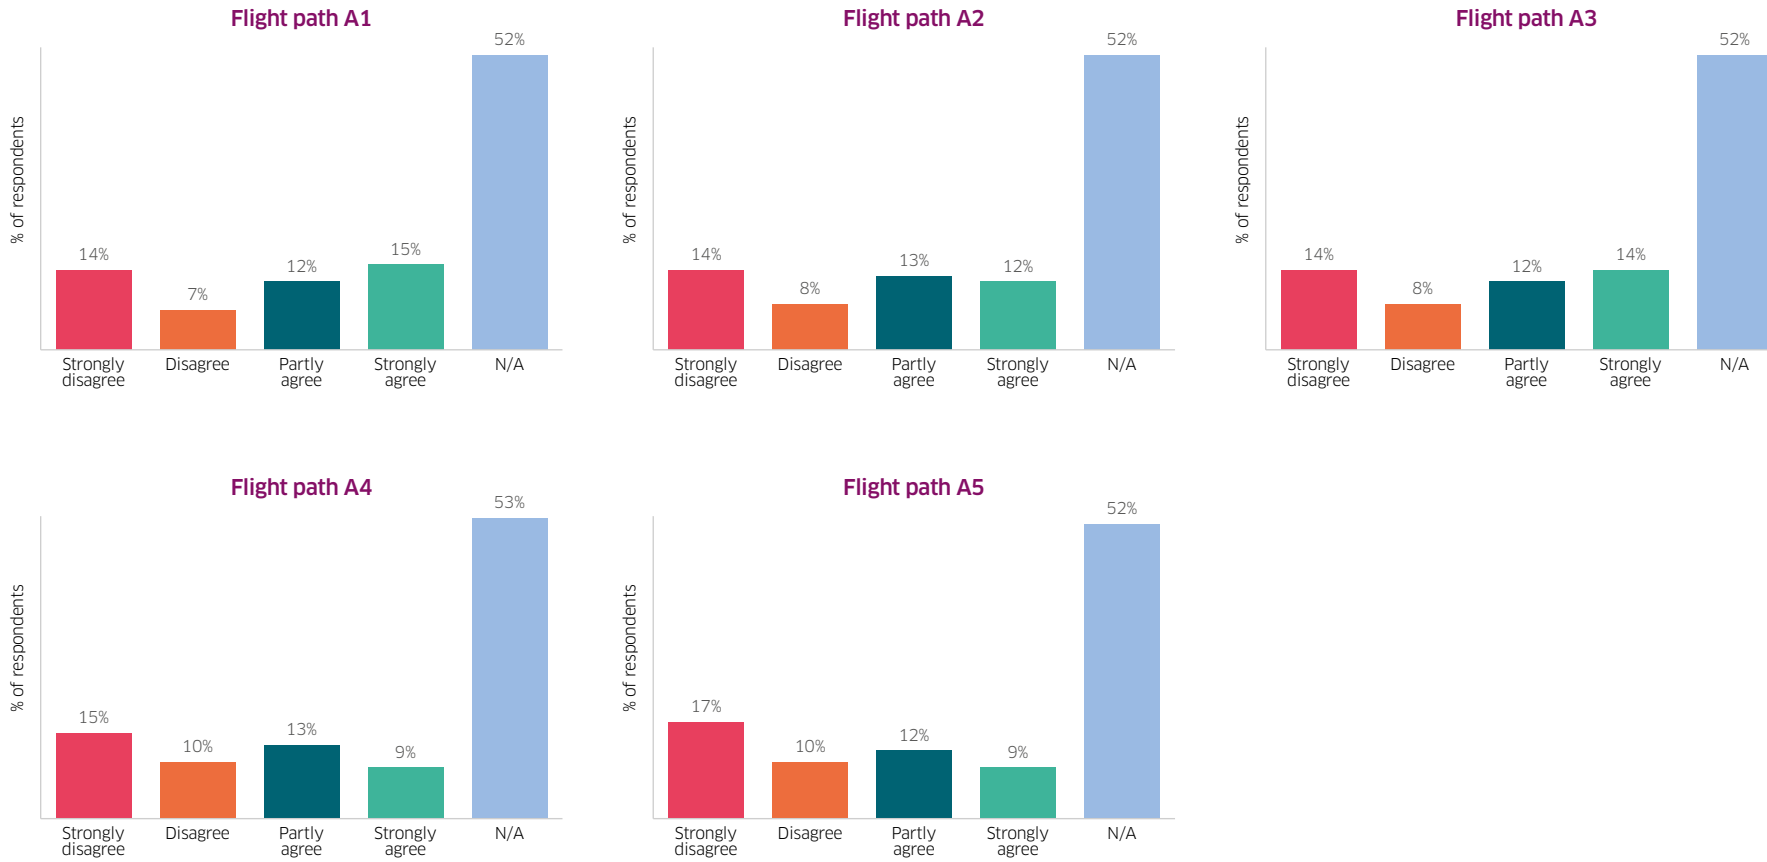 Flight path A1
% of respondents
52%
14%
7%
12%
15%
Strongly
disagree
Disagree
Partly
agree
Strongly
agree
N/A
Flight path A2
% of respondents
52%
14%
8%
13%
12%
Strongly
disagree
Disagree
Partly
agree
Strongly
agree
N/A
Flight path A3
% of respondents
52%
14%
8%
12%
14%
Strongly
disagree
Disagree
Partly
agree
Strongly
agree
N/A
Flight path A4
% of respondents
53%
15%
10%
13%
9%
Strongly
disagree
Disagree
Partly
agree
Strongly
agree
N/A
Flight path A5
% of respondents
52%
17%
10%
12%
9%
Strongly
disagree
Disagree
Partly
agree
Strongly
agree
N/A